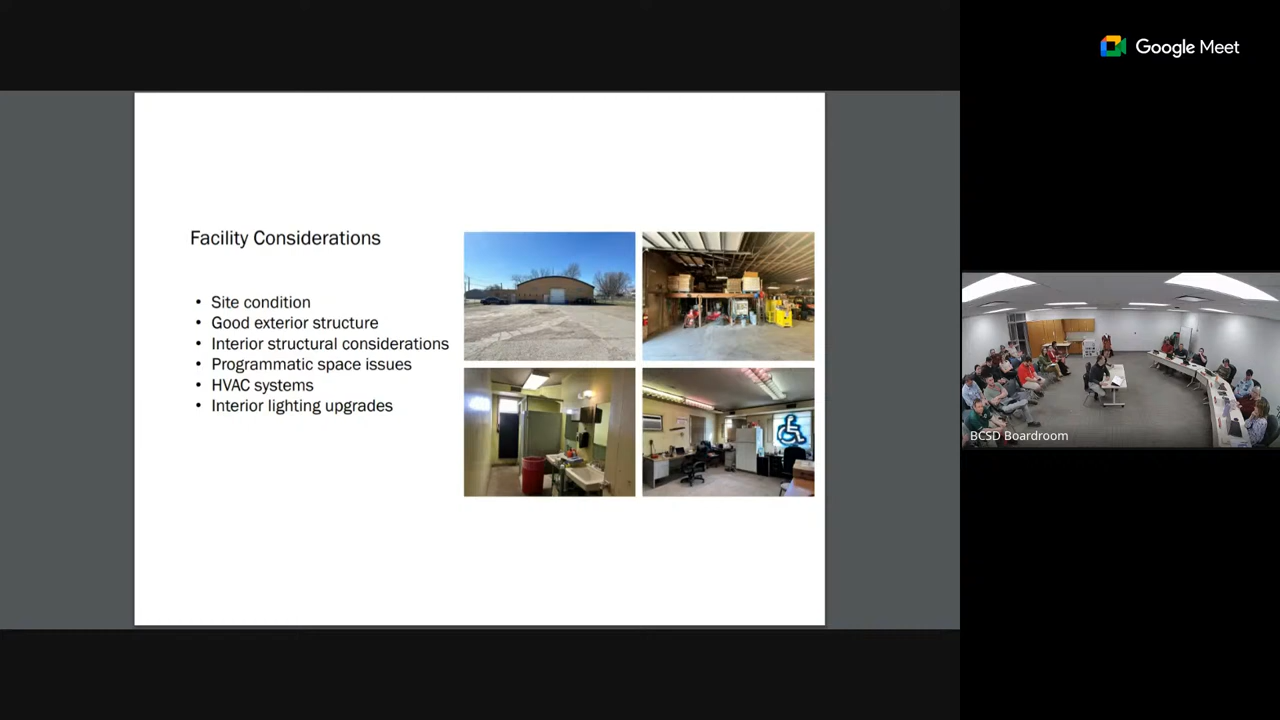 Google Meet
Facility Considerations
• Site condition
• Good exterior structure
• Interior structural considerations
• Programmatic space issues
• HVAC systems
• Interior lighting upgrades
BCSD Boardroom